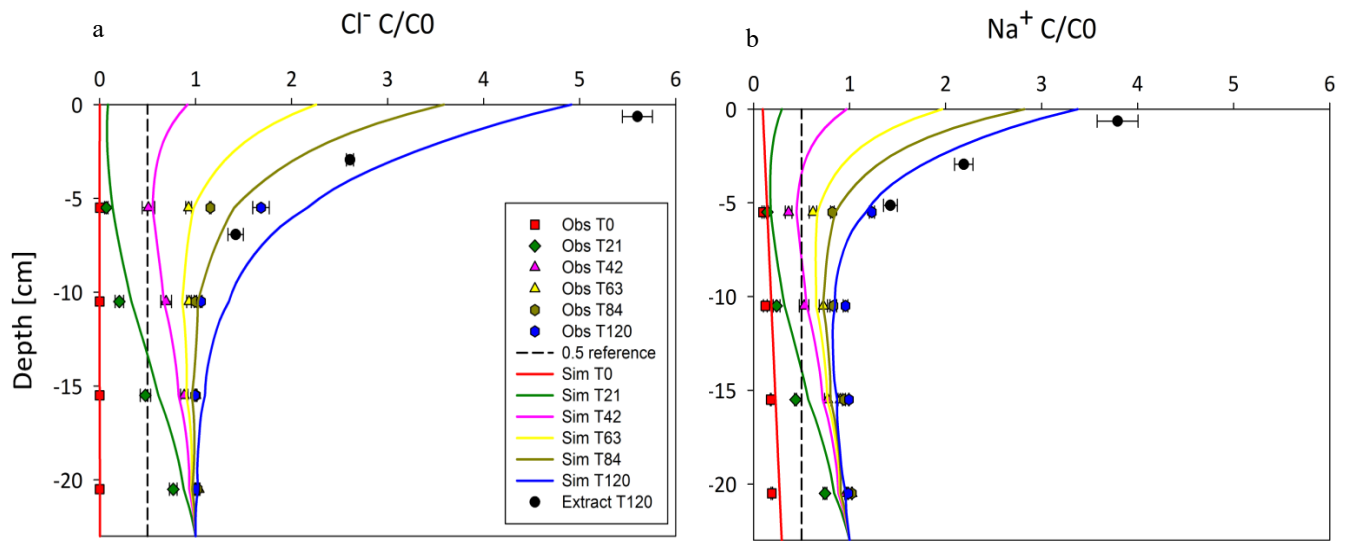 a
Cl⁻ C/C0
0 1 2 3 4 5 6
0
-5
-10
-15
-20
Depth [cm]
Obs T0
Obs T21
Obs T42
Obs T63
Obs T84
Obs T120
0.5 reference
Sim T0
Sim T21
Sim T42
Sim T63
Sim T84
Sim T120
Extract T120
b
Na⁺ C/C0
0 1 2 3 4 5 6
0
-5
-10
-15
-20